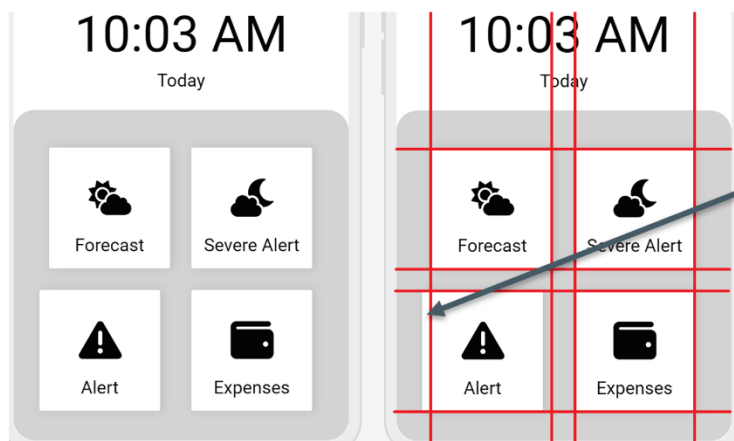 10:03 AM
Today
Forecast
Severe Alert
Alert
Expenses
10:03 AM
Today
Forecast
Severe Alert
Alert
Expenses